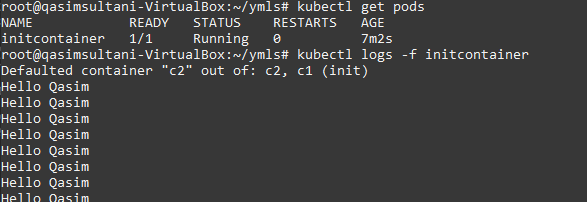 root@qasimsultani-VirtualBox:~/ymls# kubectl get pods
NAME READY STATUS RESTARTS AGE
initcontainer 1/1 Running 0 7m2s
root@qasimsultani-VirtualBox:~/ymls# kubectl logs -f initcontainer
Defaulted container "c2" out of: c2, c1 (init)
Hello Qasim
Hello Qasim
Hello Qasim
Hello Qasim
Hello Qasim
Hello Qasim
Hello Qasim
Hello Qasim